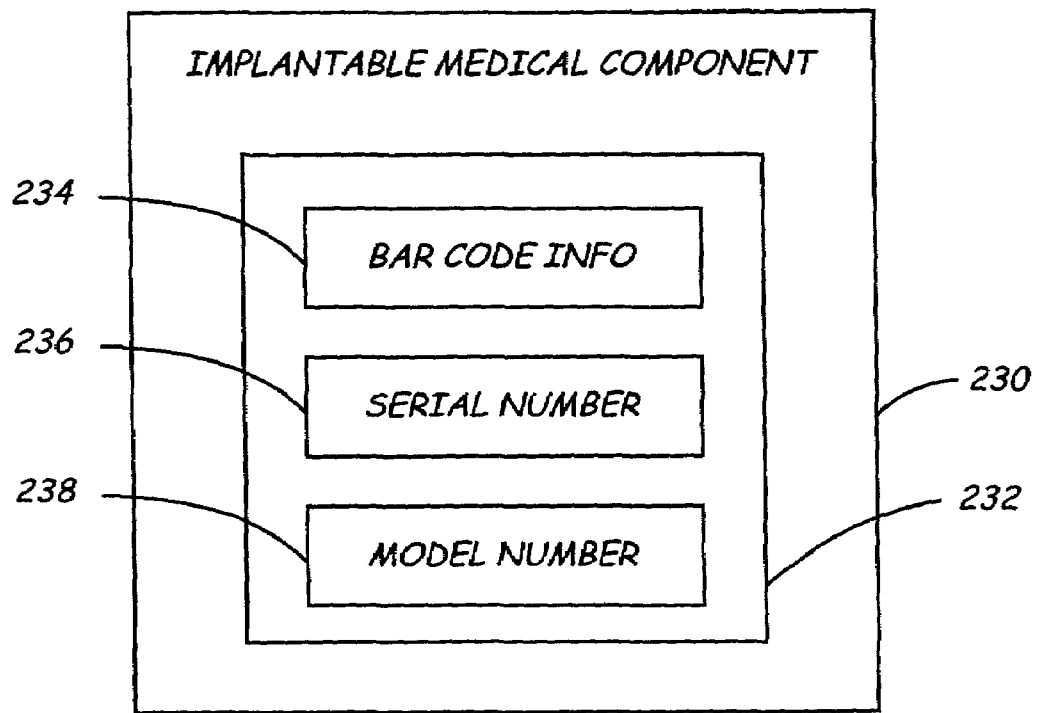 IMPLANTABLE MEDICAL COMPONENT
234
BAR CODE INFO
236
SERIAL NUMBER
230
238
MODEL NUMBER
232